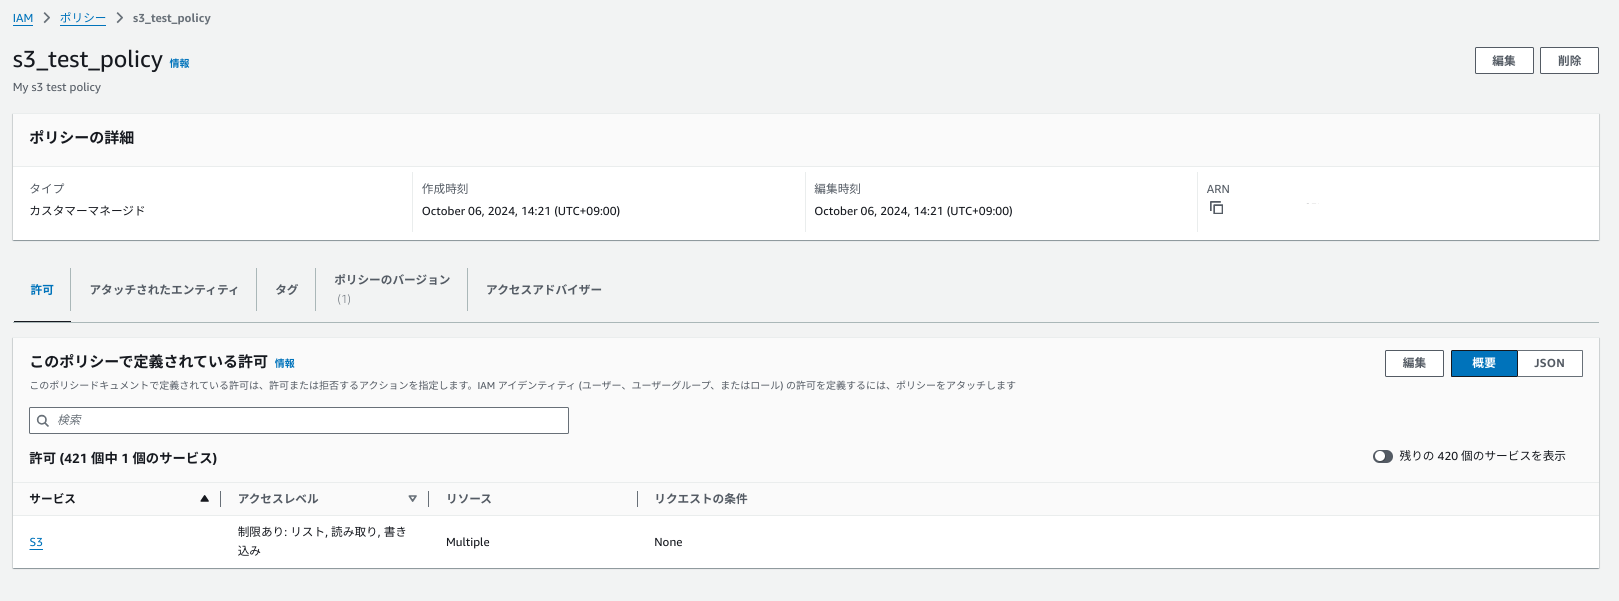 IAM > ポリシー > s3_test_policy
s3_test_policy 情報
編集 削除
My s3 test policy
ポリシーの詳細
タイプ
カスタマーマネージド
作成時刻
October 06, 2024, 14:21 (UTC+09:00)
編集時刻
October 06, 2024, 14:21 (UTC+09:00)
ARN
許可
アタッチされたエンティティ
タグ
ポリシーのバージョン
(1)
アクセスアドバイザー
このポリシーで定義されている許可 情報
編集 概要 JSON
このポリシードキュメントで定義されている許可は、許可または拒否するアクションを指定します。IAM アイデンティティ (ユーザー、ユーザーグループ、またはロール) の許可を定義するには、ポリシーをアタッチします
検索
許可 (421 個中 1 個のサービス)
残りの 420 個のサービスを表示
サービス アクセスレベル リソース リクエストの条件
S3
制限あり: リスト, 読み取り, 書き
込み
Multiple
None